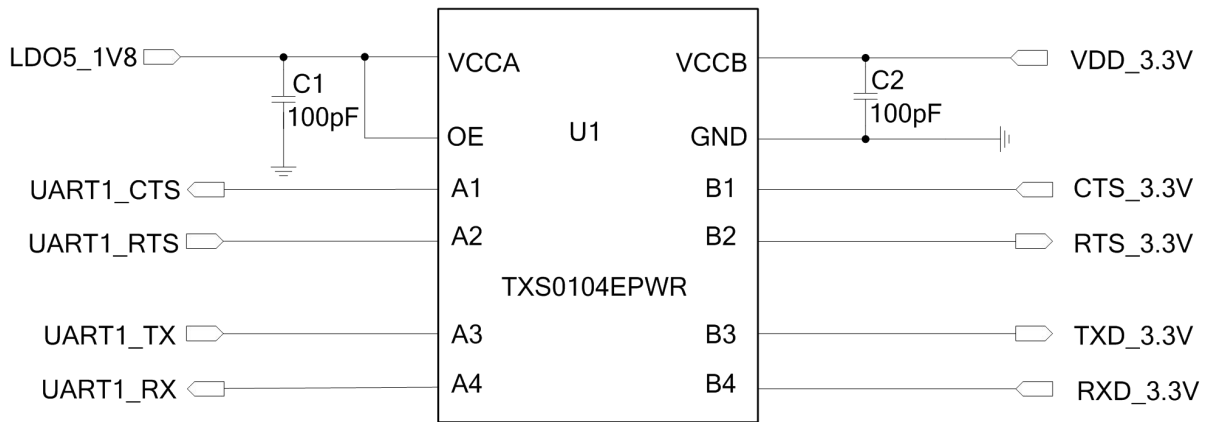 LDO5_1V8 VCCA VCCB VDD_3.3V
C1 C2
100pF 100pF
OE U1 GND
UART1_CTS A1 B1 CTS_3.3V
UART1_RTS A2 B2 RTS_3.3V
TXS0104EPWR
UART1_TX A3 B3 TXD_3.3V
UART1_RX A4 B4 RXD_3.3V